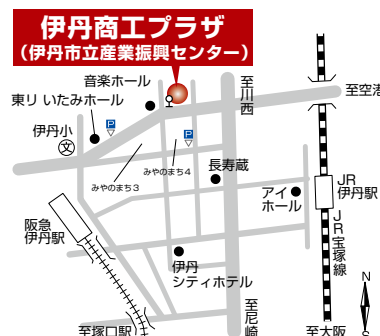 伊丹商工プラザ
(伊丹市立産業振興センター)
音楽ホール
東リ いたみホール
伊丹小
文
P
P
至川西
至空港
みやのまち3
みやのまち4
長寿蔵
アイ
ホール
JR
伊丹駅
JR宝塚線
阪急
伊丹駅
伊丹
シティホテル
至尼崎
至塚口駅
至大阪
N
S